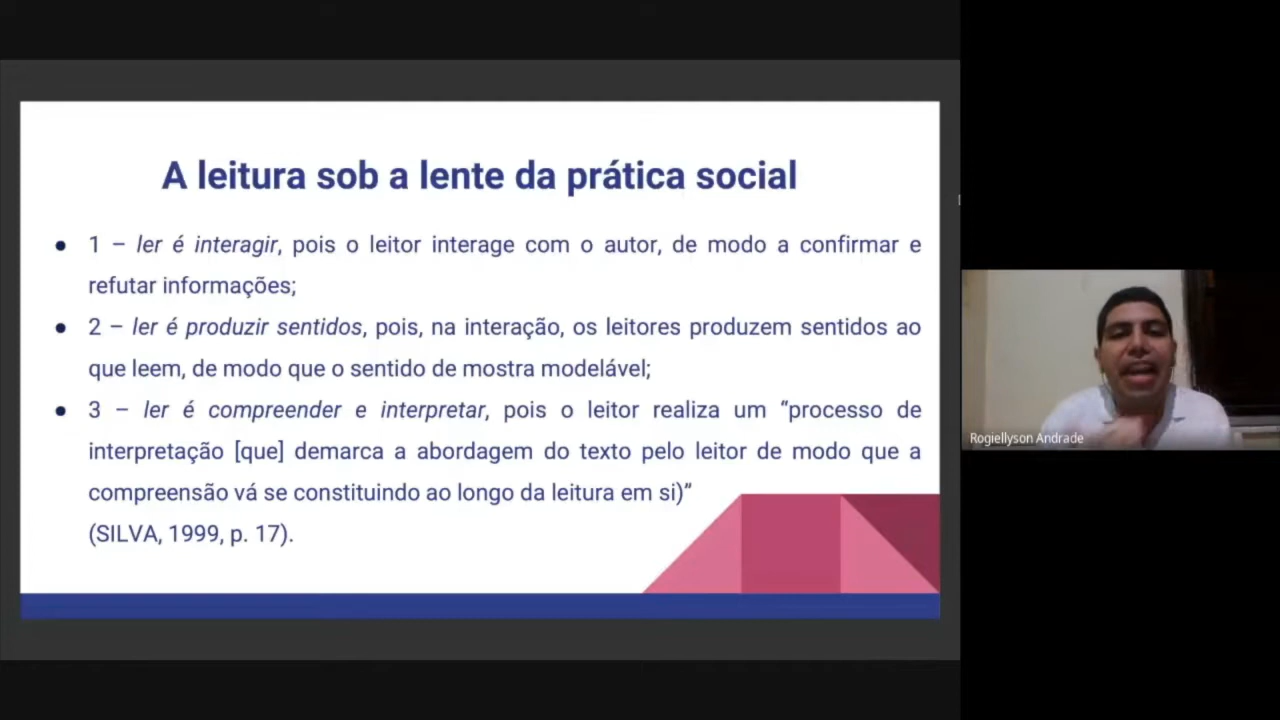 A leitura sob a lente da prática social
● 1 – ler é interagir, pois o leitor interage com o autor, de modo a confirmar e
refutar informações;
● 2 – ler é produzir sentidos, pois, na interação, os leitores produzem sentidos ao
que leem, de modo que o sentido de mostra modelável;
● 3 – ler é compreender e interpretar, pois o leitor realiza um “processo de
interpretação [que] demarca a abordagem do texto pelo leitor de modo que a
compreensão vá se constituindo ao longo da leitura em si)”
(SILVA, 1999, p. 17).
Rogiellyson Andrade